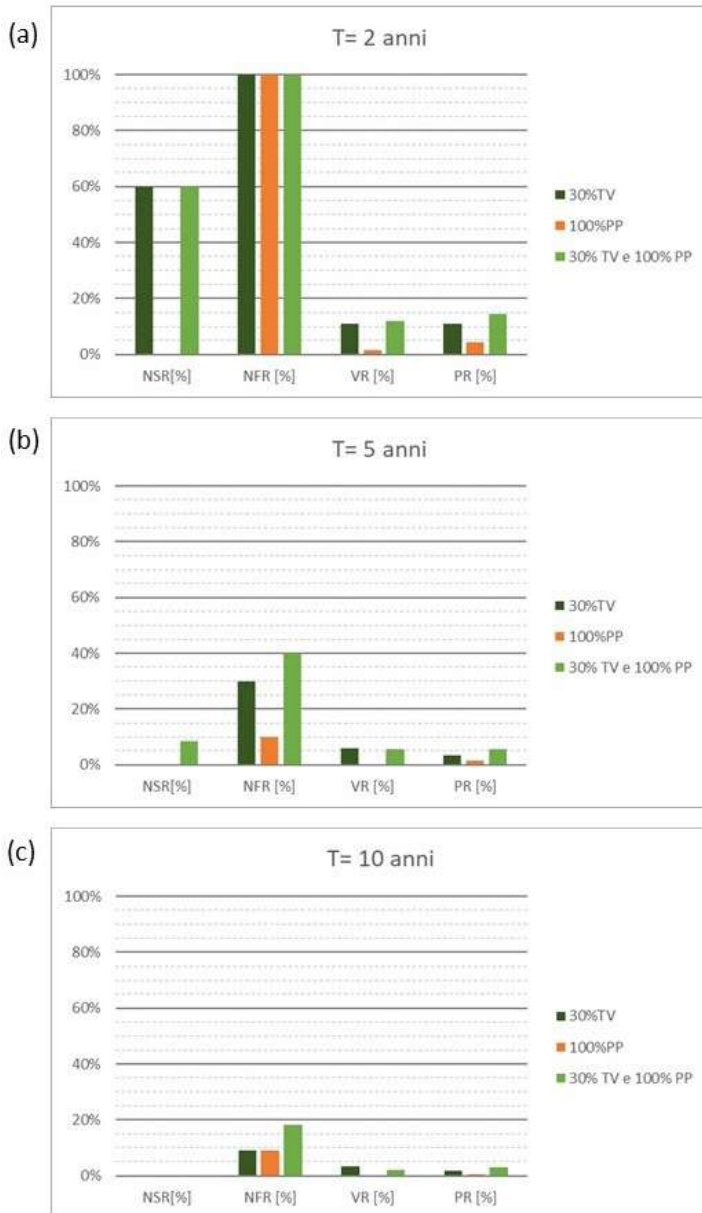 (a)
T= 2 anni
100%
80%
60%
40%
20%
0%
NSR[%] NFR [%] VR [%] PR [%]
30%TV
100%PP
30% TV e 100% PP
(b)
T= 5 anni
100%
80%
60%
40%
20%
0%
NSR[%] NFR [%] VR [%] PR [%]
30%TV
100%PP
30% TV e 100% PP
(c)
T= 10 anni
100%
80%
60%
40%
20%
0%
NSR[%] NFR [%] VR [%] PR [%]
30%TV
100%PP
30% TV e 100% PP